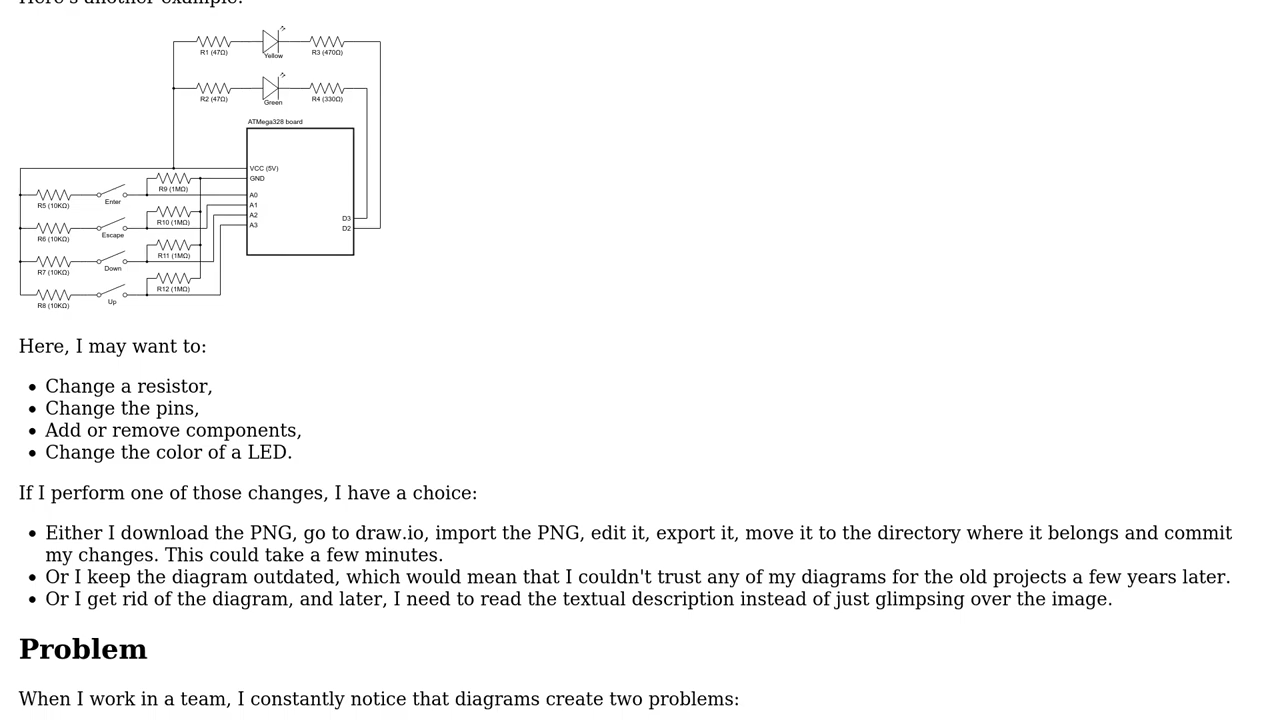 Here's another example:
R1 (47Ω)
Yellow
R3 (470Ω)
R2 (47Ω)
Green
R4 (330Ω)
ATMega328 board
VCC (5V)
GND
A0
A1
A2
A3
D3
D2
R9 (1MΩ)
R5 (10KΩ)
Enter
R10 (1MΩ)
R6 (10KΩ)
Escape
R11 (1MΩ)
R7 (10KΩ)
Down
R12 (1MΩ)
R8 (10KΩ)
Up
Here, I may want to:
• Change a resistor,
• Change the pins,
• Add or remove components,
• Change the color of a LED.
If I perform one of those changes, I have a choice:
• Either I download the PNG, go to draw.io, import the PNG, edit it, export it, move it to the directory where it belongs and commit
my changes. This could take a few minutes.
• Or I keep the diagram outdated, which would mean that I couldn't trust any of my diagrams for the old projects a few years later.
• Or I get rid of the diagram, and later, I need to read the textual description instead of just glimpsing over the image.
Problem
When I work in a team, I constantly notice that diagrams create two problems: